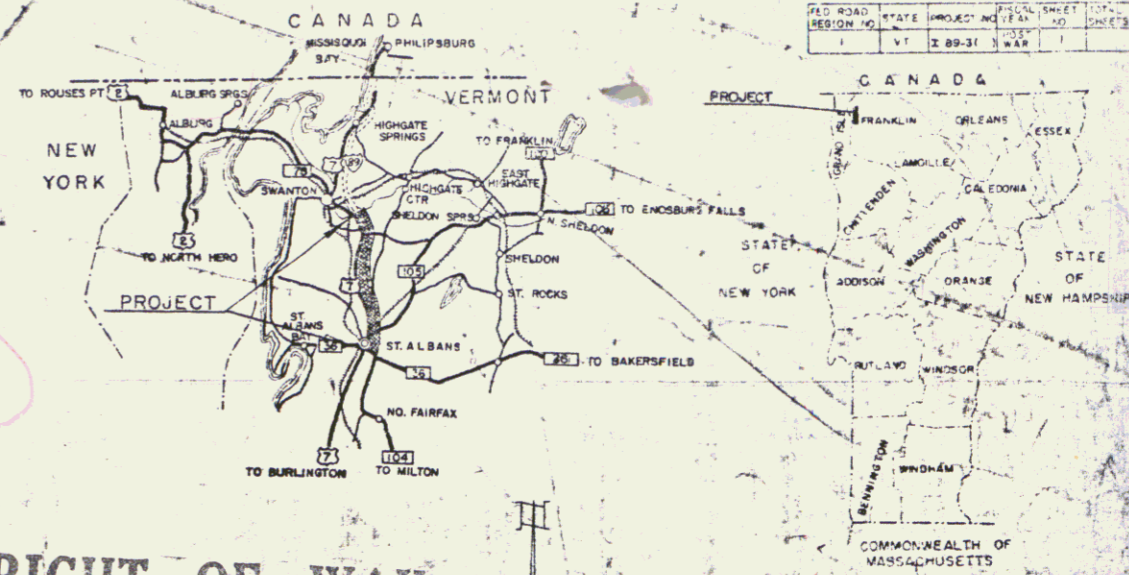 FED ROAD REGION NO
STATE
PROJECT NO
FISCAL YEAR
SHEET NO
TOTAL SHEETS
1
VT
I 89-3( )
POST WAR
1
CANADA
MISSISQUOI BAY
PHILIPSBURG
TO ROUSES PT
2
ALBURG SPRGS
VERMONT
ALBURG
HIGHGATE SPRINGS
TO FRANKLIN
NEW YORK
7
89
78
EAST HIGHGATE
SWANTON
HIGHGATE CTR
SHELDON SPRS
N. SHELDON
TO ENOSBURG FALLS
2
TO NORTH HERO
SHELDON
105
7
ST. ROCKS
PROJECT
ST. ALBANS BAY
36
ST. ALBANS
36
TO BAKERSFIELD
36
NO. FAIRFAX
7
104
TO BURLINGTON
TO MILTON
CANADA
PROJECT
GRAND ISLE
FRANKLIN
ORLEANS
ESSEX
LAMOILLE
CALEDONIA
CHITTENDEN
WASHINGTON
STATE OF NEW YORK
ADDISON
ORANGE
STATE OF NEW HAMPSHIR
RUTLAND
WINDSOR
BENNINGTON
WINDHAM
COMMONWEALTH OF MASSACHUSETTS
RIGHT OF WAY